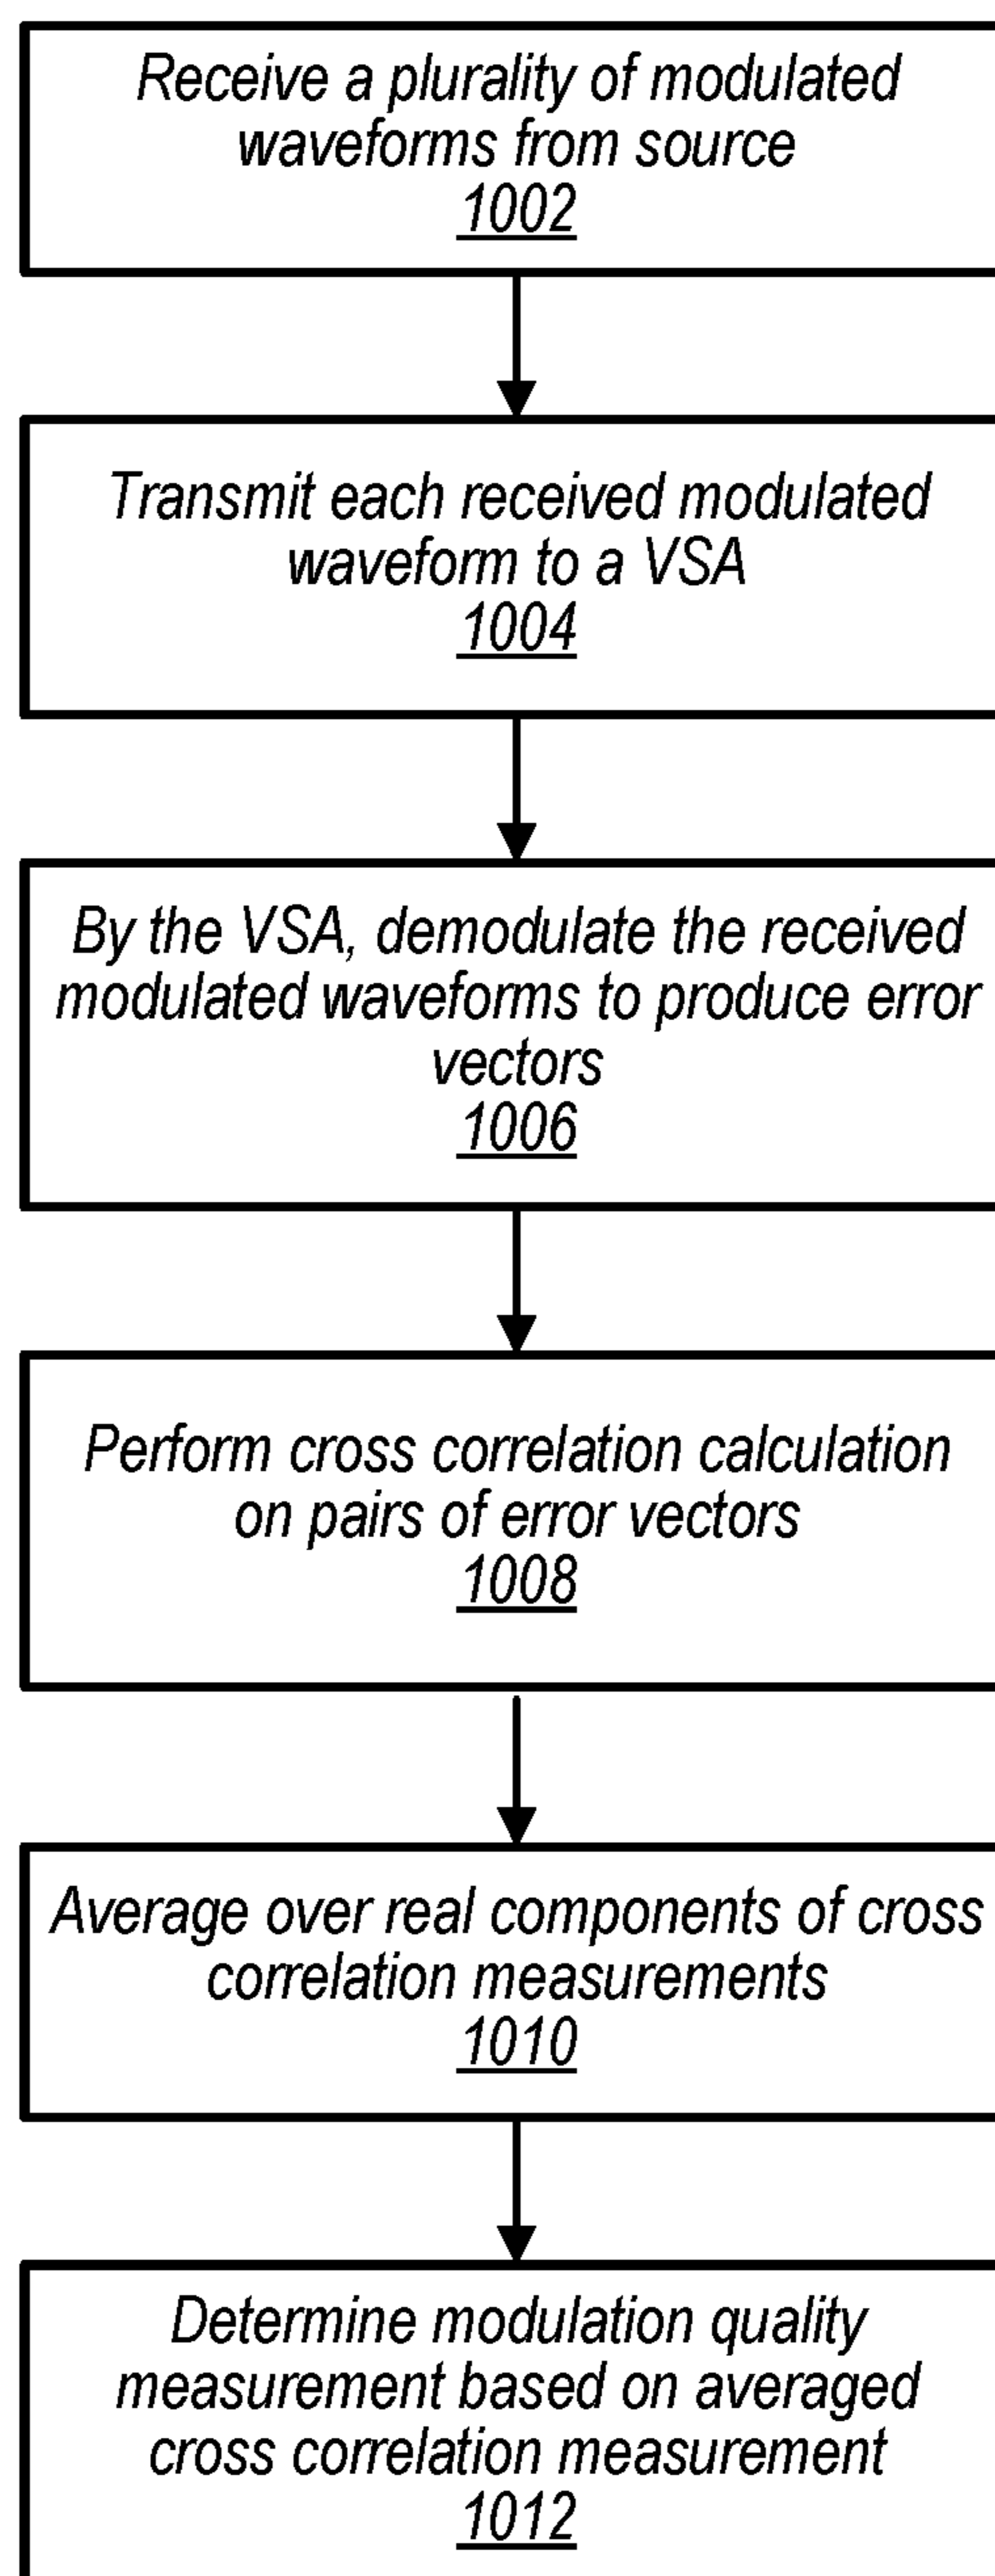 Receive a plurality of modulated
waveforms from source
1002
Transmit each received modulated
waveform to a VSA
1004
By the VSA, demodulate the received
modulated waveforms to produce error
vectors
1006
Perform cross correlation calculation
on pairs of error vectors
1008
Average over real components of cross
correlation measurements
1010
Determine modulation quality
measurement based on averaged
cross correlation measurement
1012